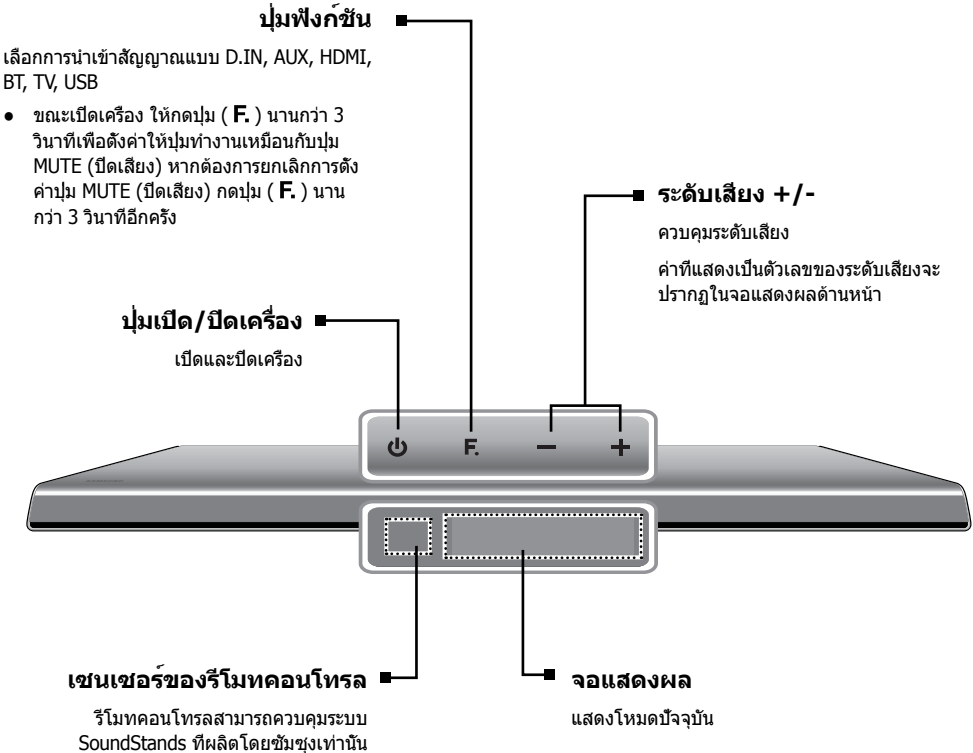 ปุ่มฟังก์ชัน
เลือกการนำเข้าสัญญาณแบบ D.IN, AUX, HDMI,
BT, TV, USB
● ขณะเปิดเครื่อง ให้กดปุ่ม ( F. ) นานกว่า 3
วินาทีเพื่อตั้งค่าให้ปุ่มทำงานเหมือนกับปุ่ม
MUTE (ปิดเสียง) หากต้องการยกเลิกการตั้ง
ค่าปุ่ม MUTE (ปิดเสียง) กดปุ่ม ( F. ) นาน
กว่า 3 วินาทีอีกครั้ง
ระดับเสียง +/-
ควบคุมระดับเสียง
ค่าที่แสดงเป็นตัวเลขของระดับเสียงจะ
ปรากฏในจอแสดงผลด้านหน้า
ปุ่มเปิด/ปิดเครื่อง
เปิดและปิดเครื่อง
F. − +
เซนเซอร์ของรีโมทคอนโทรล
รีโมทคอนโทรลสามารถควบคุมระบบ
SoundStands ที่ผลิตโดยซัมซุงเท่านั้น
จอแสดงผล
แสดงโหมดปัจจุบัน